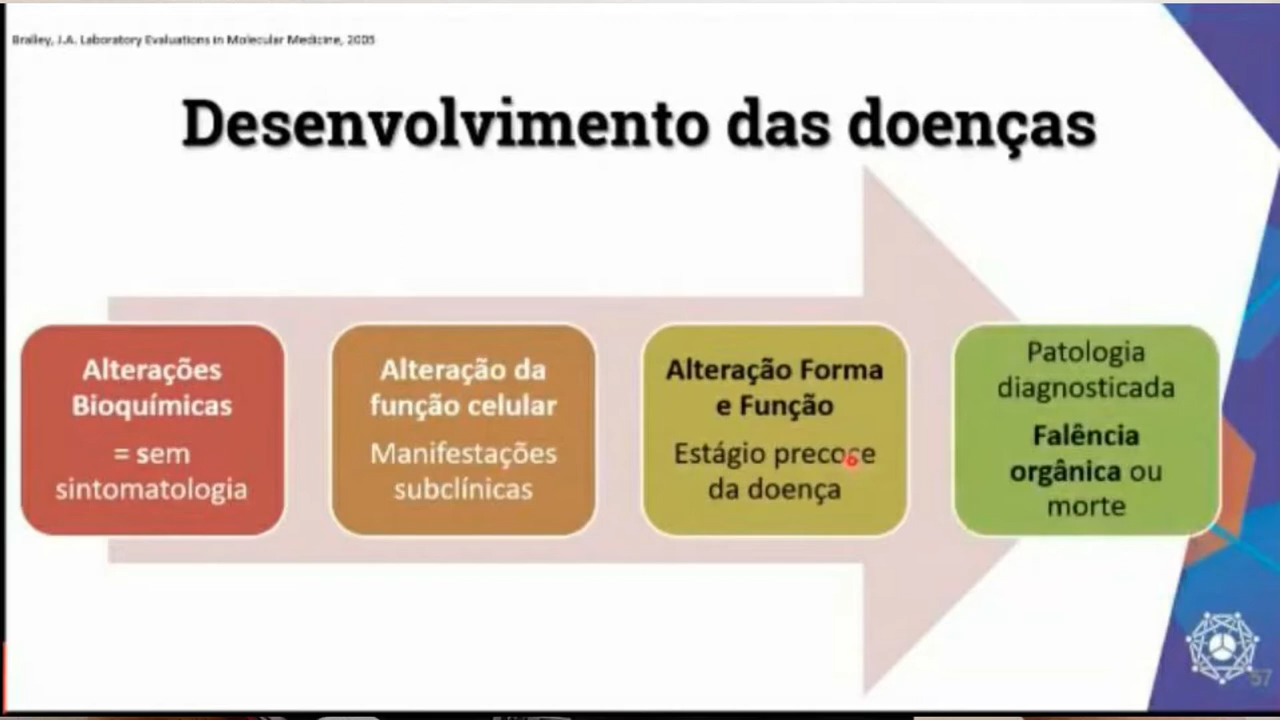 Bralley, J.A. Laboratory Evaluations in Molecular Medicine, 2005
Desenvolvimento das doenças
Alterações
Bioquímicas
= sem
sintomatologia
Alteração da
função celular
Manifestações
subclínicas
Alteração Forma
e Função
Estágio precoce
da doença
Patologia
diagnosticada
Falência
orgânica ou
morte
57